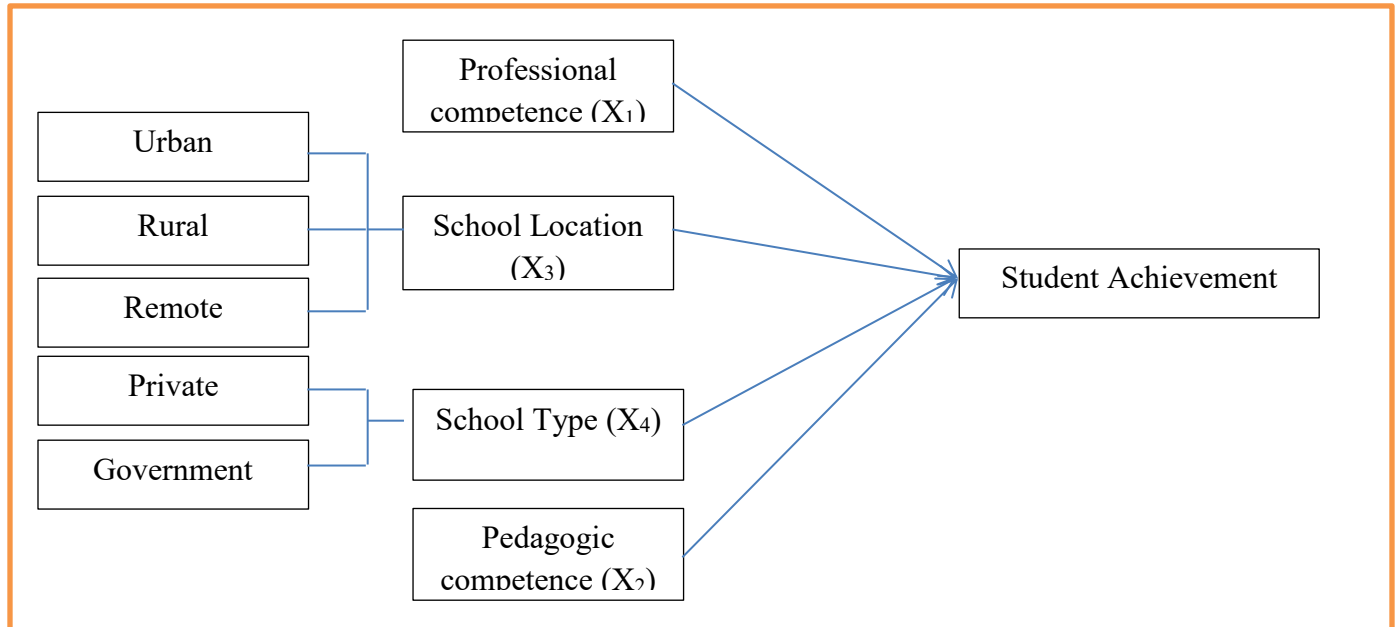 Professional
competence (X₁)
Urban
Rural
School Location
(X₃)
Student Achievement
Remote
Private
School Type (X₄)
Government
Pedagogic
competence (X₂)